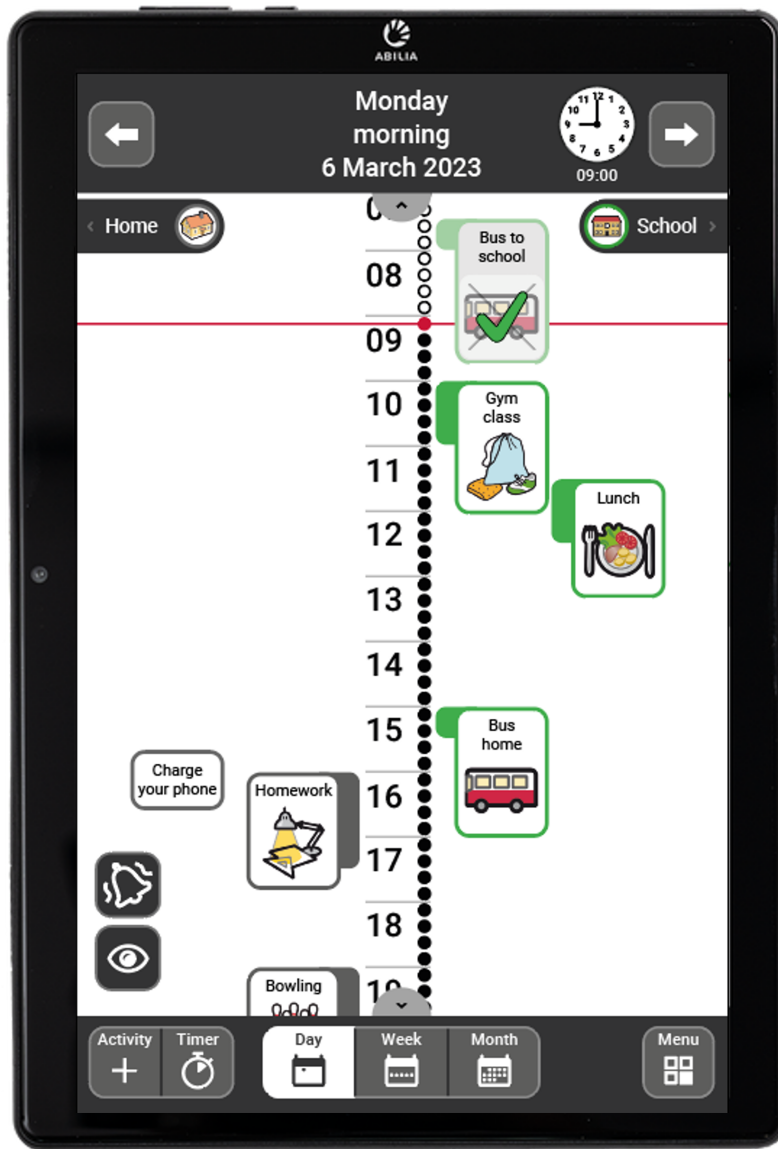 ABILIA
Monday
morning
6 March 2023
11 12 1
10 2
9 3
8 4
7 6 5
09:00
Home
School
08
09
10
11
12
13
14
15
16
17
18
19
Bus to
school
Gym
class
Lunch
Bus
home
Charge
your phone
Homework
Bowling
Activity
Timer
Day
Week
Month
Menu